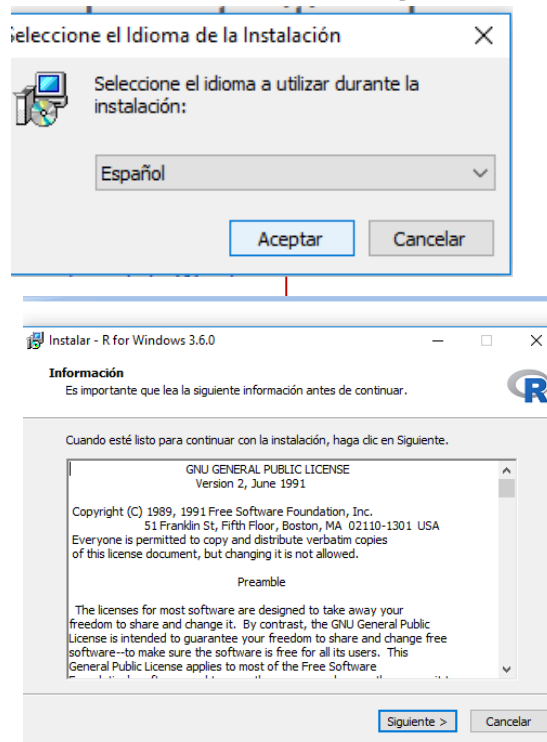 Seleccione el Idioma de la Instalación
Seleccione el idioma a utilizar durante la
instalación:
Español
Aceptar Cancelar
Instalar - R for Windows 3.6.0
Información
Es importante que lea la siguiente información antes de continuar.
R
Cuando esté listo para continuar con la instalación, haga clic en Siguiente.
GNU GENERAL PUBLIC LICENSE
Version 2, June 1991
Copyright (C) 1989, 1991 Free Software Foundation, Inc.
51 Franklin St, Fifth Floor, Boston, MA 02110-1301 USA
Everyone is permitted to copy and distribute verbatim copies
of this license document, but changing it is not allowed.
Preamble
The licenses for most software are designed to take away your
freedom to share and change it. By contrast, the GNU General Public
License is intended to guarantee your freedom to share and change free
software--to make sure the software is free for all its users. This
General Public License applies to most of the Free Software
Siguiente > Cancelar